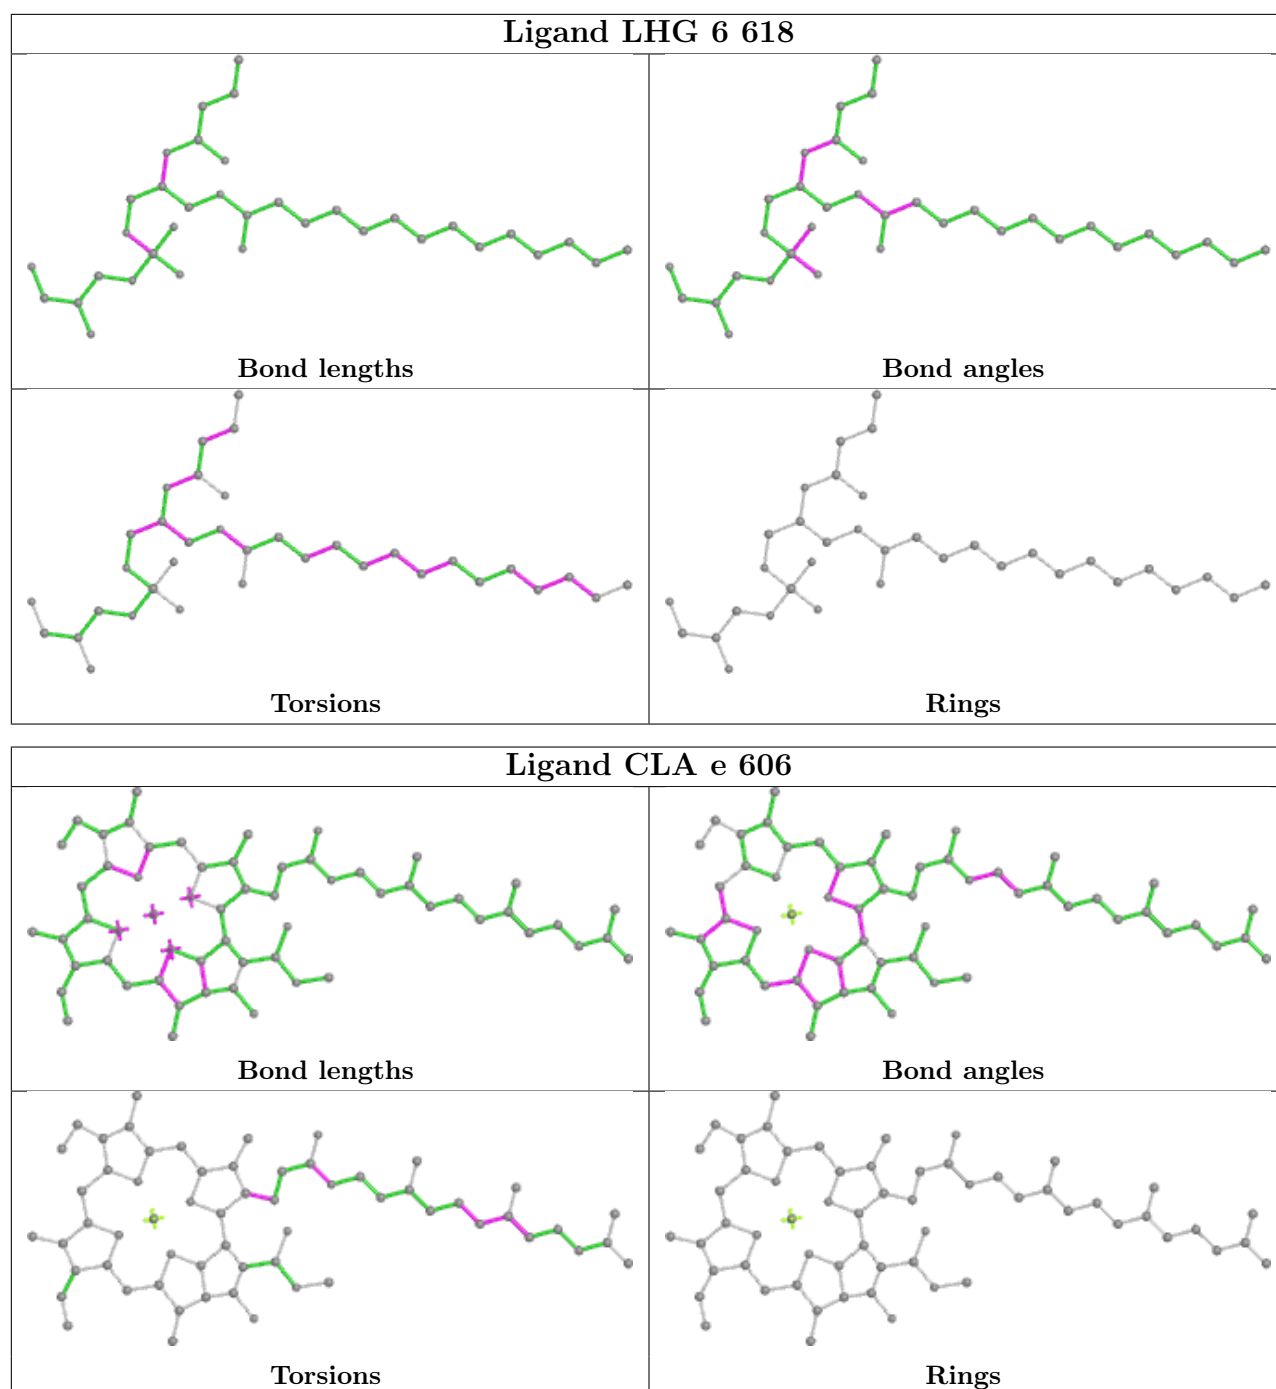 Ligand LHG 6 618
Bond lengths
Bond angles
Torsions
Rings
Ligand CLA e 606
Bond lengths
Bond angles
Torsions
Rings